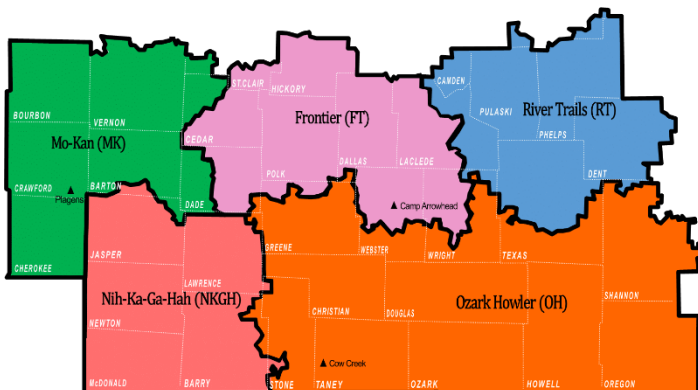 ST.CLAIR
HICKORY
CAMDEN
BOURBON
VERNON
Frontier (FT)
PULASKI
River Trails (RT)
Mo-Kan (MK)
CEDAR
PHELPS
DALLAS
LACLEDE
POLK
DENT
CRAWFORD
BARTON
Plagens
DADE
Camp Arrowhead
JASPER
GREENE
WEBSTER
WRIGHT
TEXAS
CHEROKEE
LAWRENCE
Nih-Ka-Ga-Hah (NKGH)
Ozark Howler (OH)
SHANNON
NEWTON
CHRISTIAN
DOUGLAS
Cow Creek
McDONALD
BARRY
STONE
TANEY
OZARK
HOWELL
OREGON